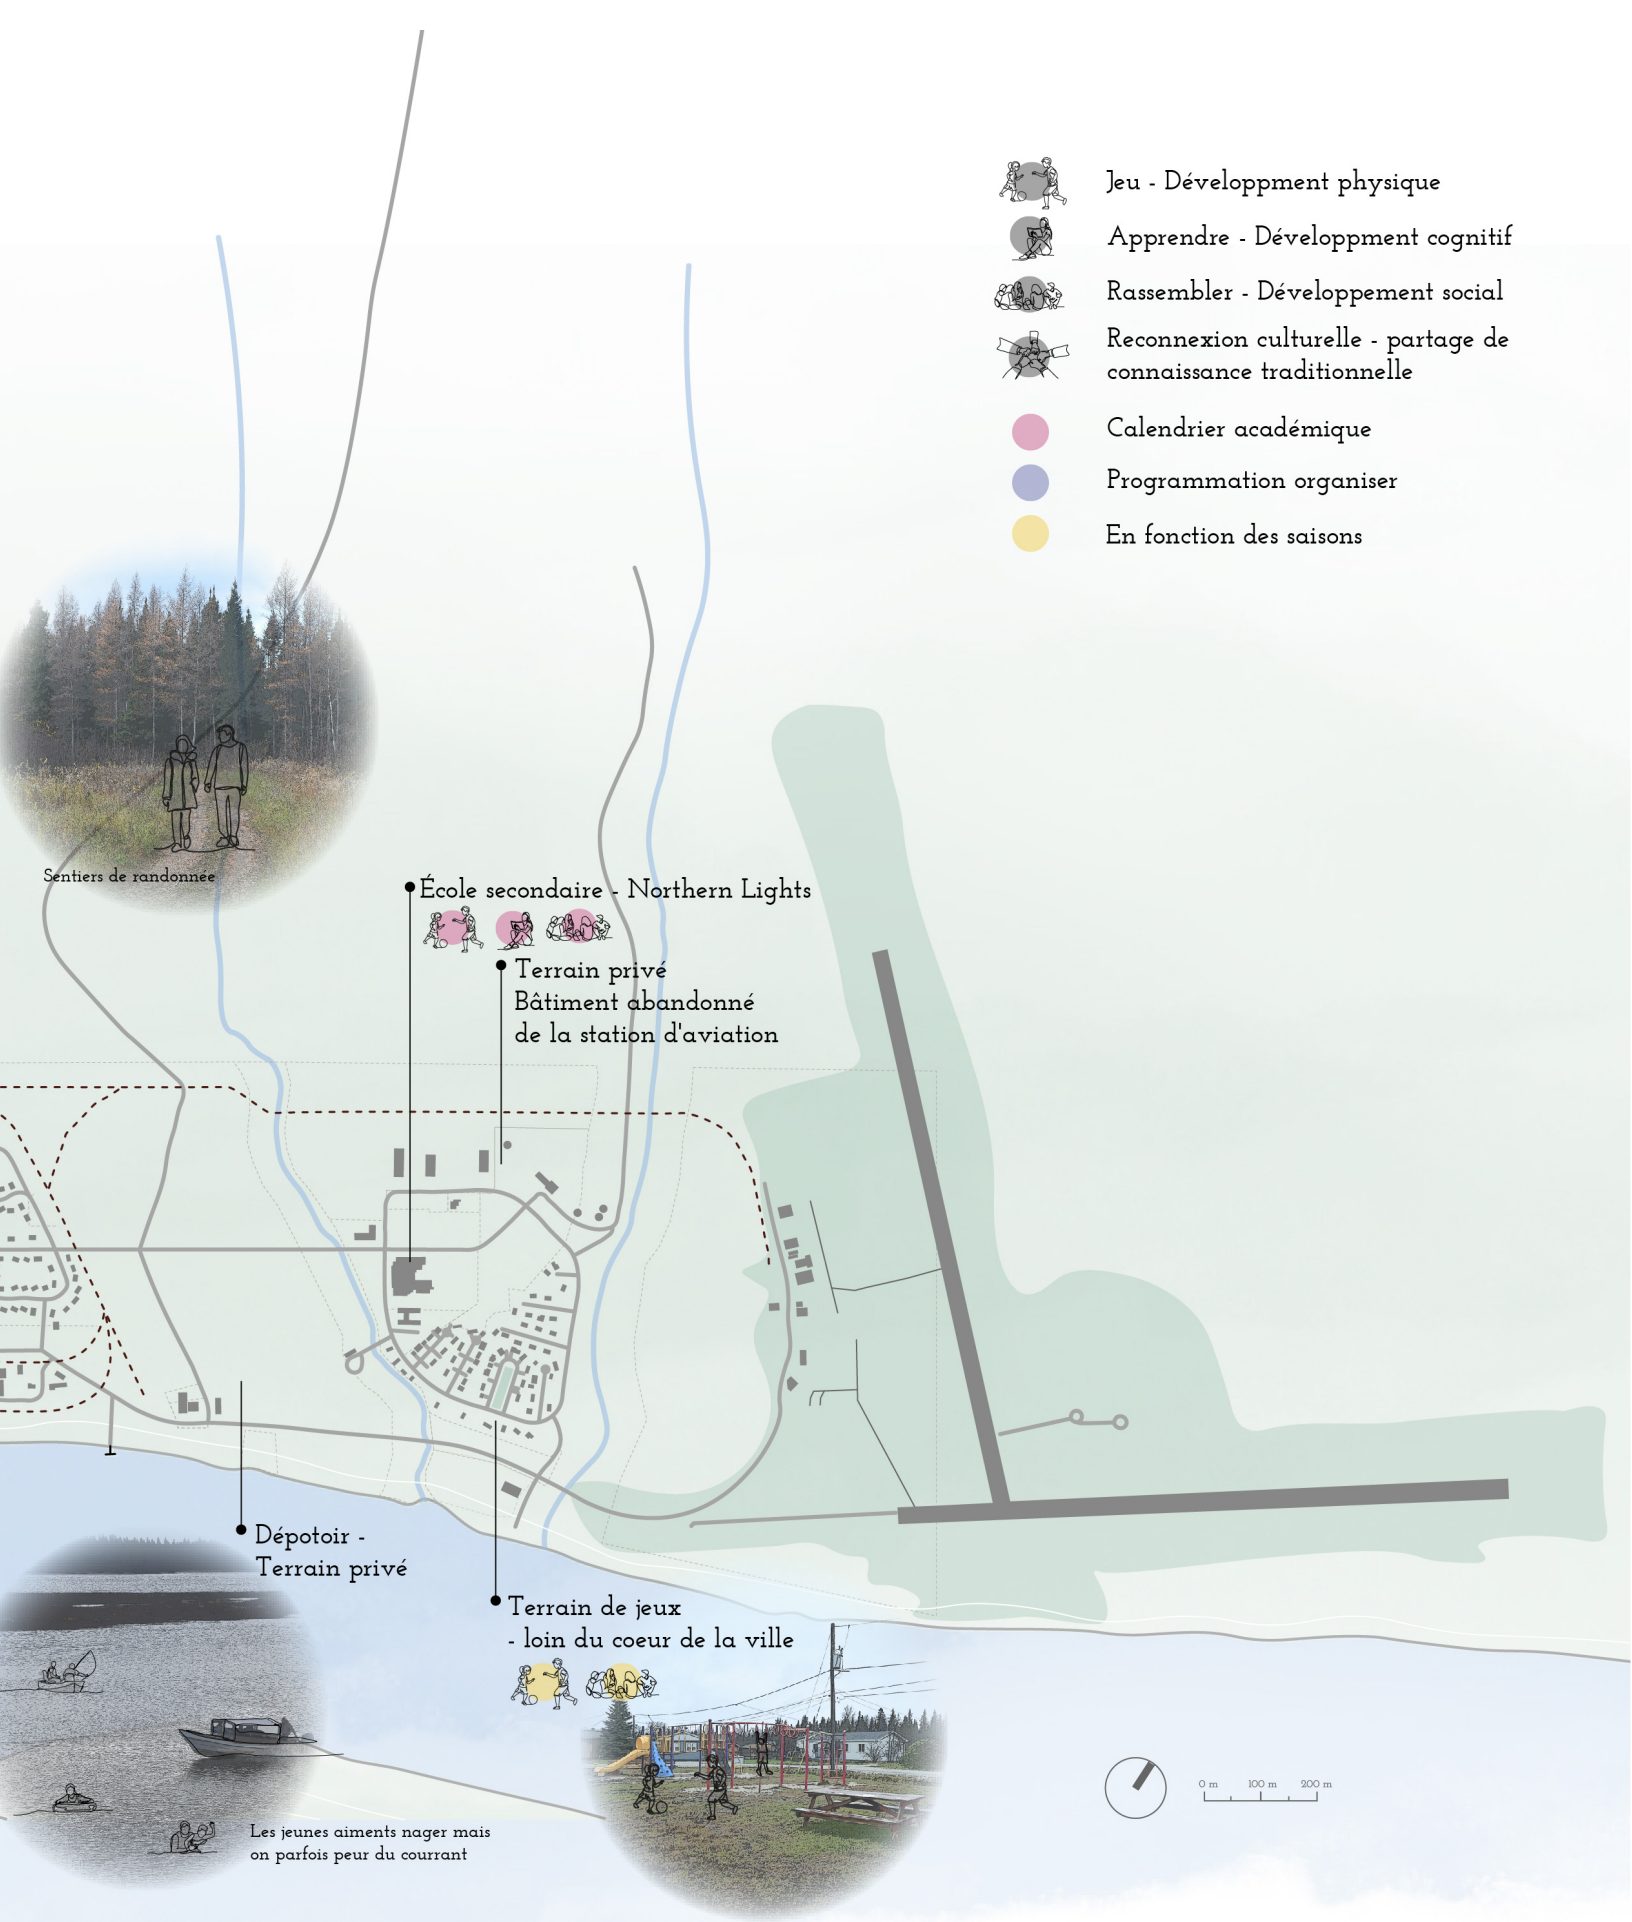 Jeu - Développment physique
Apprendre - Développment cognitif
Rassembler - Développement social
Reconnexion culturelle - partage de
connaissance traditionnelle
Calendrier académique
Programmation organiser
En fonction des saisons
Sentiers de randonnée
École secondaire - Northern Lights
Terrain privé
Bâtiment abandonné
de la station d'aviation
Dépotoir -
Terrain privé
Terrain de jeux
- loin du coeur de la ville
Les jeunes aiments nager mais
on parfois peur du courrant
0 m 100 m 200 m